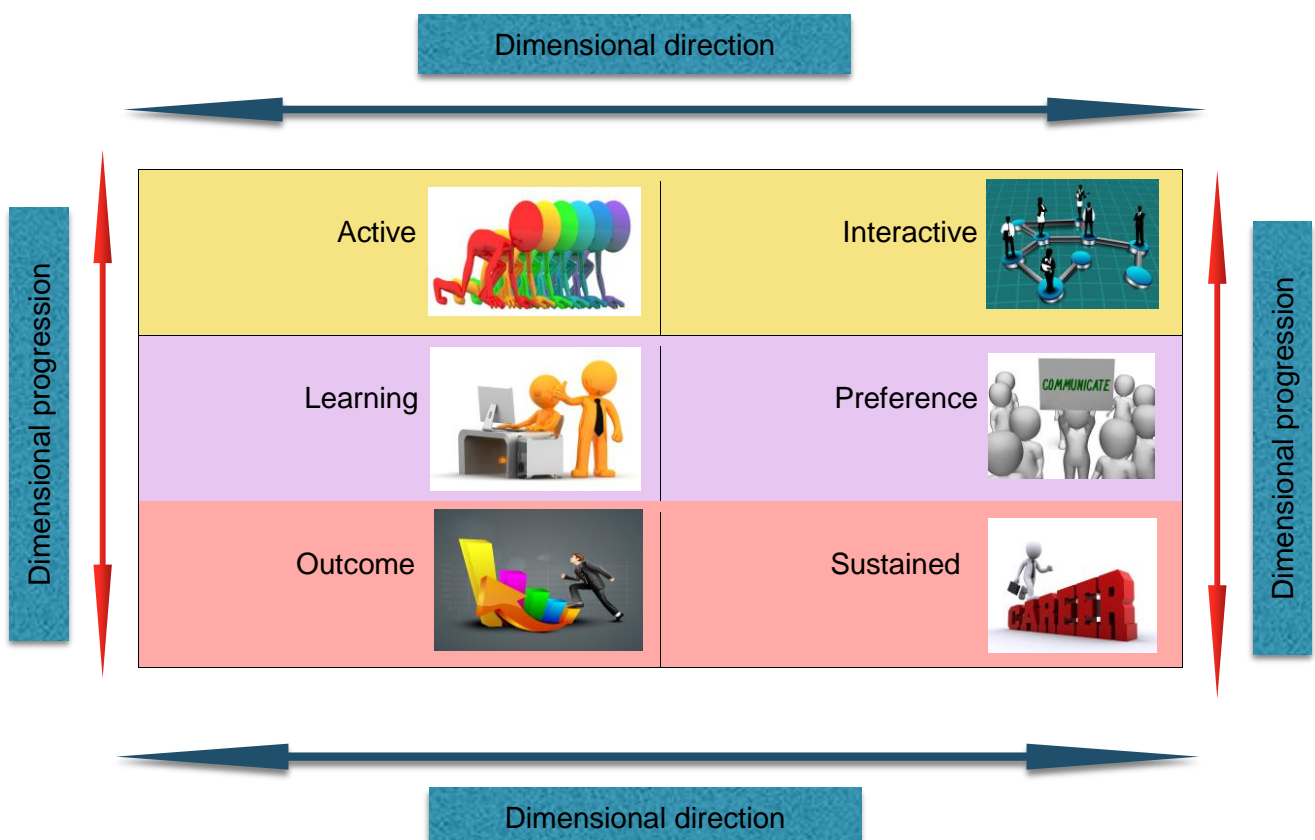 Dimensional direction
Dimensional progression
Active
Interactive
Learning
Preference
COMMUNICATE
Outcome
Sustained
CAREER
Dimensional progression
Dimensional direction